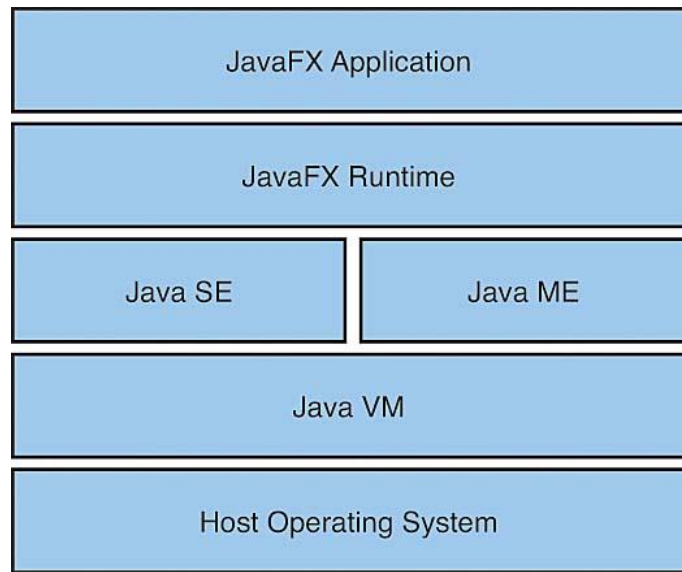 JavaFX Application
JavaFX Runtime
Java SE
Java ME
Java VM
Host Operating System